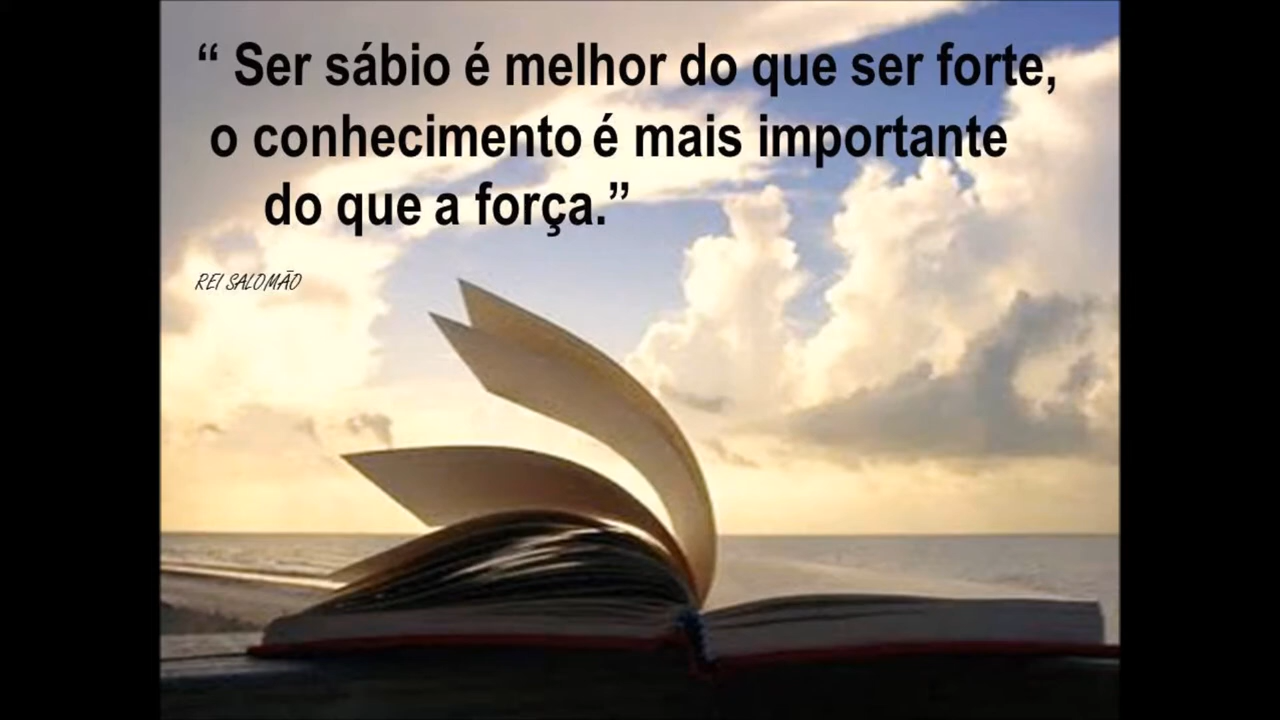 “ Ser sábio é melhor do que ser forte,
o conhecimento é mais importante
do que a força.”
REI SALOMÃO